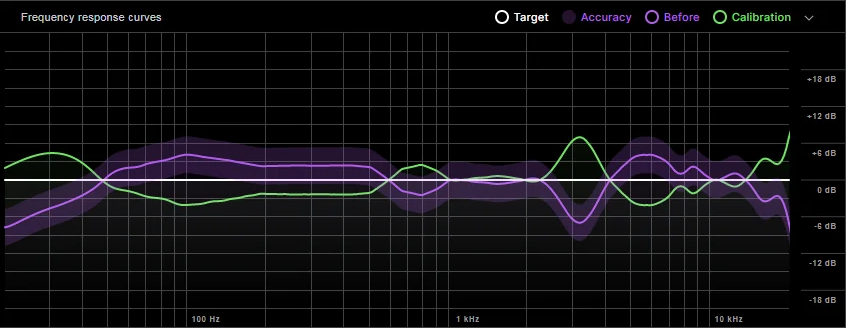 Frequency response curves
Target Accuracy Before Calibration
+18 dB
+12 dB
+6 dB
0 dB
-6 dB
-12 dB
-18 dB
100 Hz 1 kHz 10 kHz